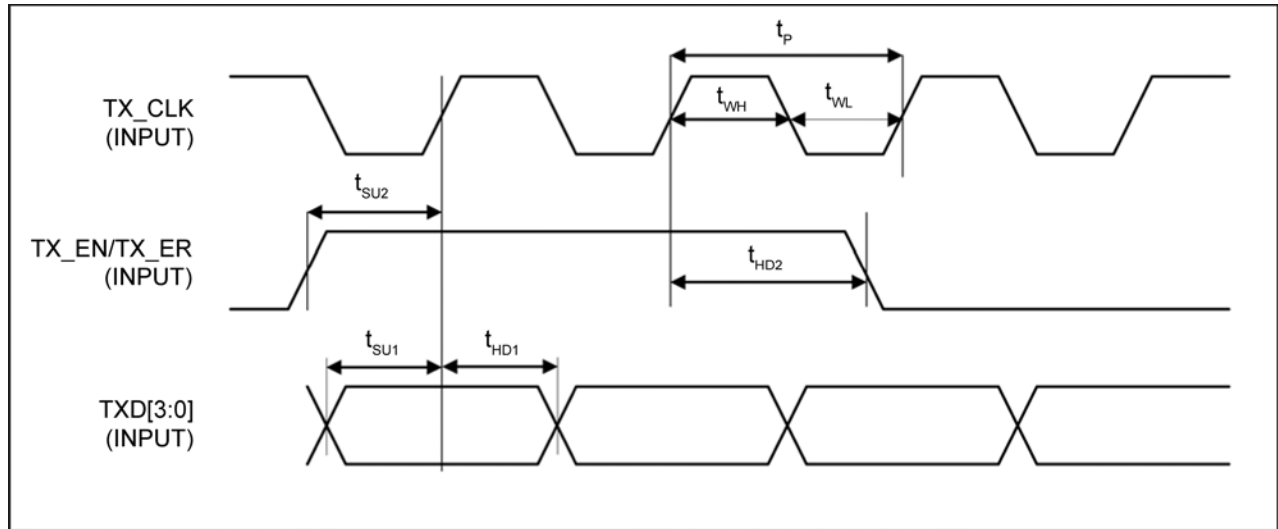 t_P
TX_CLK
(INPUT)
t_WH
t_WL
t_SU2
TX_EN/TX_ER
(INPUT)
t_HD2
t_SU1
t_HD1
TXD[3:0]
(INPUT)